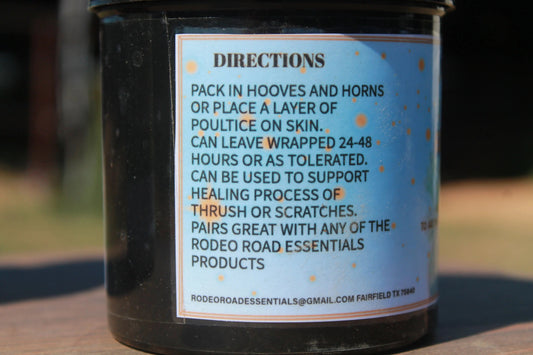 DIRECTIONS
PACK IN HOOVES AND HORNS
OR PLACE A LAYER OF
POULTICE ON SKIN.
CAN LEAVE WRAPPED 24-48
HOURS OR AS TOLERATED.
CAN BE USED TO SUPPORT
HEALING PROCESS OF
THRUSH OR SCRATCHES.
PAIRS GREAT WITH ANY OF THE
RODEO ROAD ESSENTIALS
PRODUCTS
TO
RODEOROADESSENTIALS@GMAIL.COM FAIRFIELD TX 75840